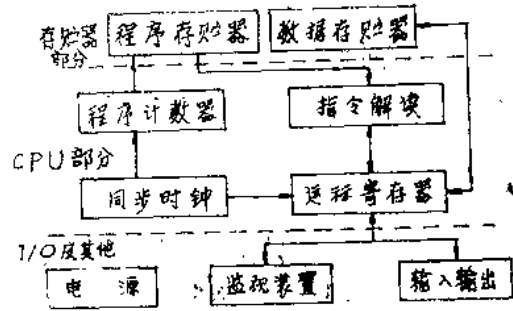 存贮器
部分
程序存贮器
数据存贮器
程序计数器
指令解读
CPU部分
同步时钟
运标寄存器
I/O及其他
电 源
监视装置
输入输出